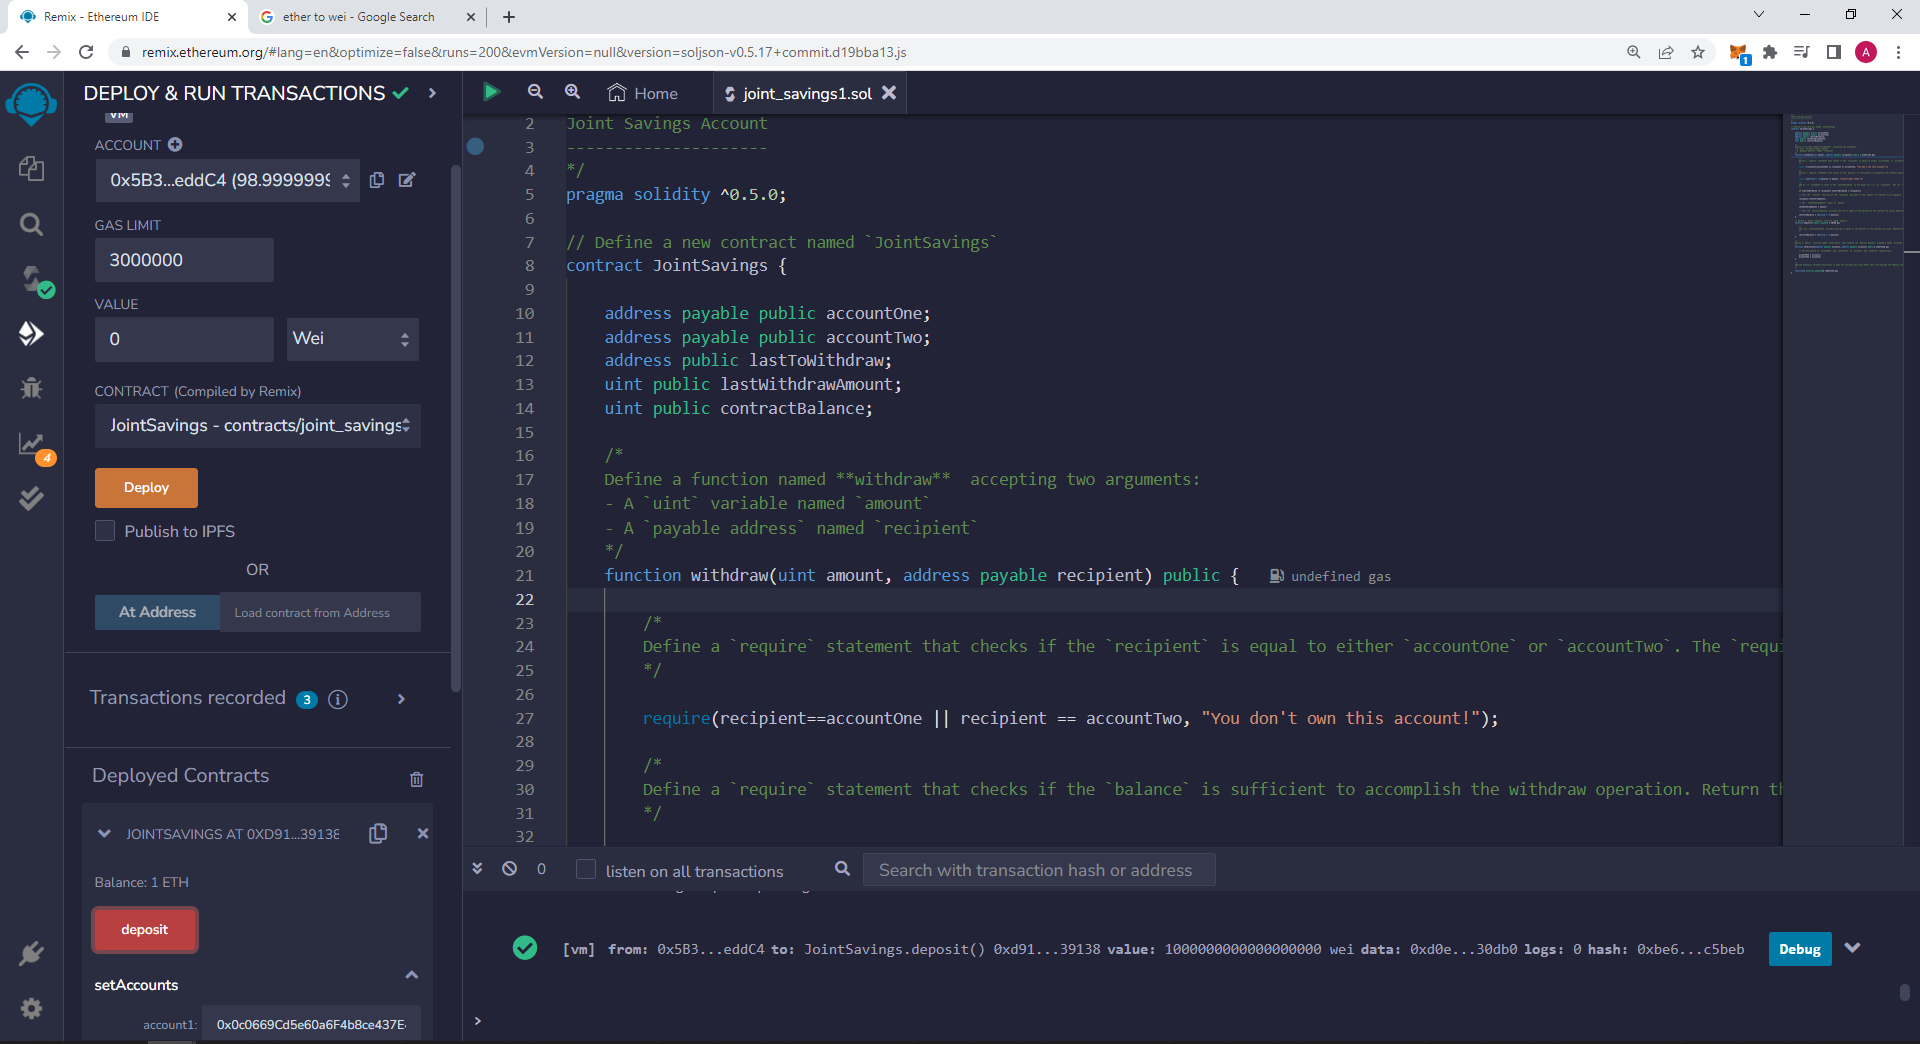 Remix - Ethereum IDE
ether to wei - Google Search
remix.ethereum.org/#lang=en&optimize=false&runs=200&evmVersion=null&version=soljson-v0.5.17+commit.d19bba13.js
1
A
DEPLOY & RUN TRANSACTIONS
Home
joint_savings1.sol
VM
ACCOUNT
0x5B3...eddC4 (98.9999999
GAS LIMIT
3000000
VALUE
0
Wei
CONTRACT (Compiled by Remix)
JointSavings - contracts/joint_savings
4
Deploy
Publish to IPFS
OR
At Address
Load contract from Address
Transactions recorded 3 i
Deployed Contracts
JOINTSAVINGS AT 0XD91...39138
Balance: 1 ETH
deposit
setAccounts
account1:
0x0c0669Cd5e60a6F4b8ce437E
2 Joint Savings Account
3 ---------------------
4 */
5 pragma solidity ^0.5.0;
6
7 // Define a new contract named `JointSavings`
8 contract JointSavings {
9
10 address payable public accountOne;
11 address payable public accountTwo;
12 address public lastToWithdraw;
13 uint public lastWithdrawAmount;
14 uint public contractBalance;
15
16 /*
17 Define a function named **withdraw**  accepting two arguments:
18 - A `uint` variable named `amount`
19 - A `payable address` named `recipient`
20 */
21 function withdraw(uint amount, address payable recipient) public { undefined gas
22
23 /*
24 Define a `require` statement that checks if the `recipient` is equal to either `accountOne` or `accountTwo`. The `requi
25 */
26
27 require(recipient==accountOne || recipient == accountTwo, "You don't own this account!");
28
29 /*
30 Define a `require` statement that checks if the `balance` is sufficient to accomplish the withdraw operation. Return th
31 */
32
0
listen on all transactions
Search with transaction hash or address
[vm] from: 0x5B3...eddC4 to: JointSavings.deposit() 0xd91...39138 value: 1000000000000000000 wei data: 0xd0e...30db0 logs: 0 hash: 0xbe6...c5beb
Debug
>